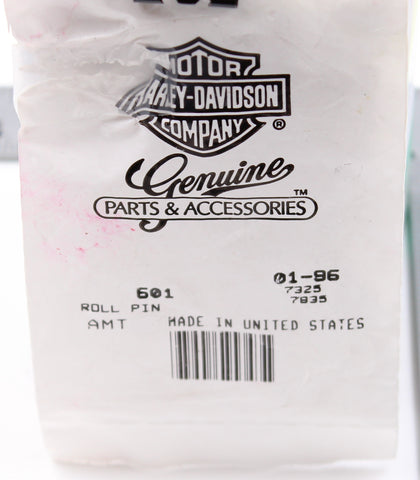 MOTOR
HARLEY-DAVIDSON
COMPANY ®
Genuine
PARTS & ACCESSORIES ™
01-96
601 7325
ROLL PIN 7835
AMT MADE IN UNITED STATES